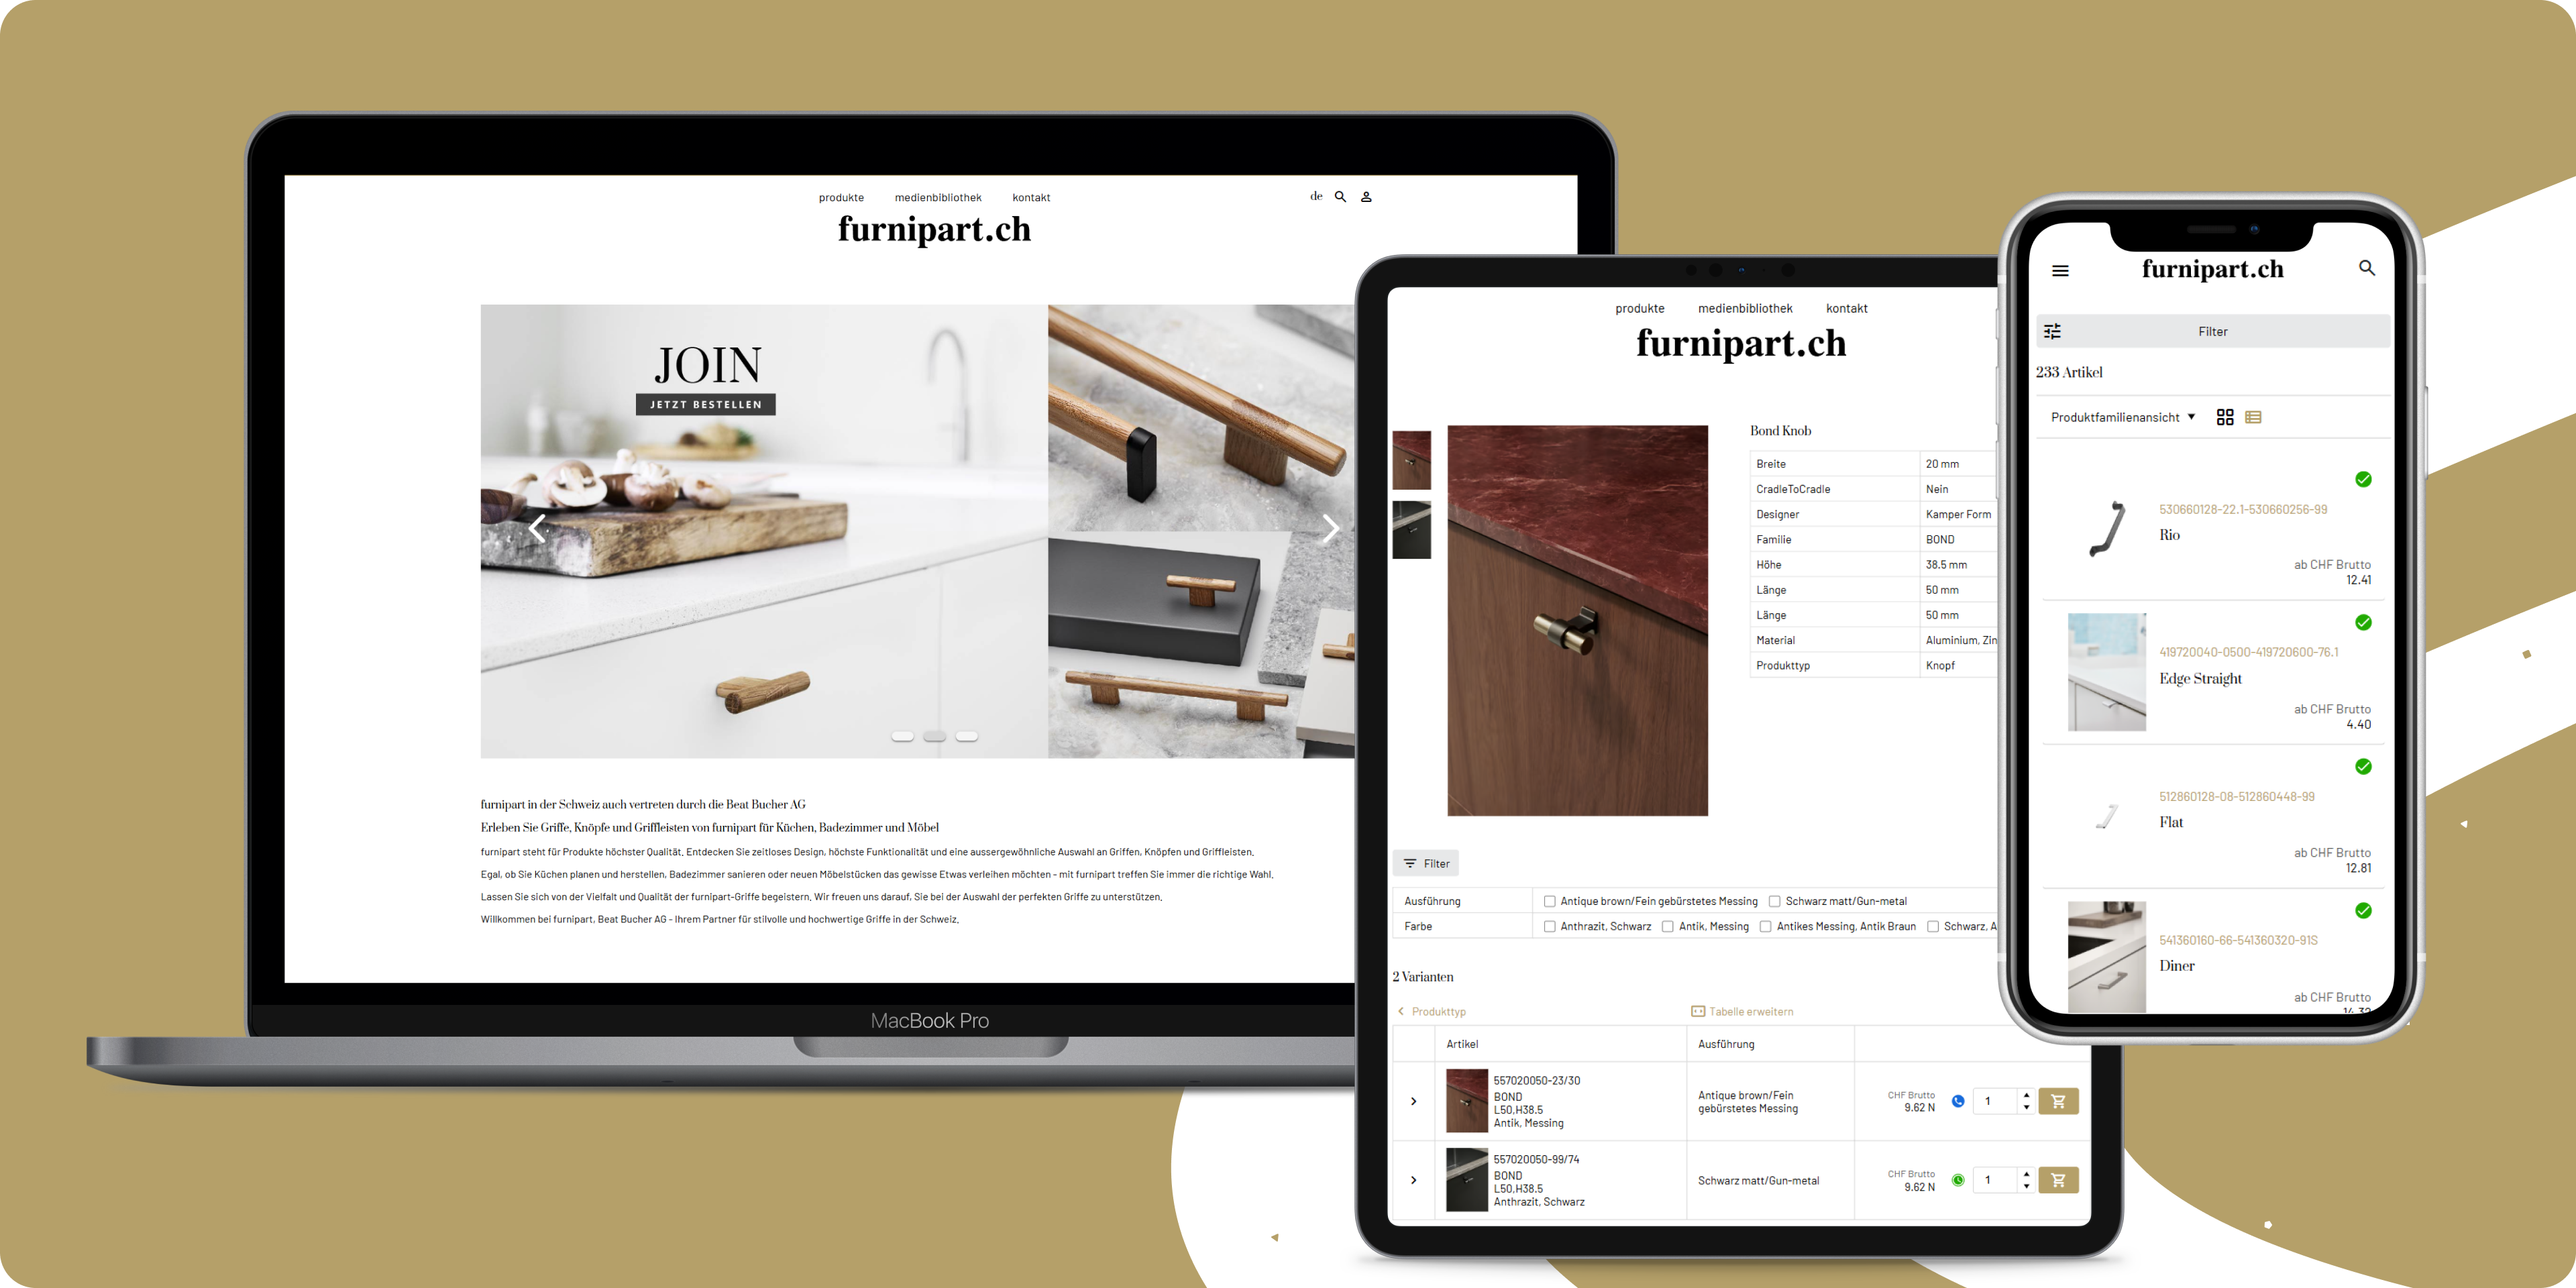 produkte medienbibliothek kontakt de
furnipart.ch
JOIN
JETZT BESTELLEN
furnipart in der Schweiz auch vertreten durch die Beat Bucher AG
Erleben Sie Griffe, Knöpfe und Griffleisten von furnipart für Küchen, Badezimmer und Möbel
furnipart steht für Produkte höchster Qualität. Entdecken Sie zeitloses Design, höchste Funktionalität und eine aussergewöhnliche Auswahl an Griffen, Knöpfen und Griffleisten.
Egal, ob Sie Küchen planen und herstellen, Badezimmer sanieren oder neuen Möbelstücken das gewisse Etwas verleihen möchten - mit furnipart treffen Sie immer die richtige Wahl.
Lassen Sie sich von der Vielfalt und Qualität der furnipart-Griffe begeistern. Wir freuen uns darauf, Sie bei der Auswahl der perfekten Griffe zu unterstützen.
Willkommen bei furnipart, Beat Bucher AG - Ihrem Partner für stilvolle und hochwertige Griffe in der Schweiz.
MacBook Pro
produkte medienbibliothek kontakt
furnipart.ch
Bond Knob
Breite 20 mm
CradleToCradle Nein
Designer Kamper Form
Familie BOND
Höhe 38.5 mm
Länge 50 mm
Länge 50 mm
Material Aluminium, Zin
Produkttyp Knopf
Filter
Ausführung Antique brown/Fein gebürstetes Messing Schwarz matt/Gun-metal
Farbe Anthrazit, Schwarz Antik, Messing Antikes Messing, Antik Braun Schwarz, A
2 Varianten
Produkttyp Tabelle erweitern
Artikel Ausführung
557020050-23/30
BOND
L50,H38.5
Antik, Messing
Antique brown/Fein
gebürstetes Messing
CHF Brutto
9.62 N
1
557020050-99/74
BOND
L50,H38.5
Anthrazit, Schwarz
Schwarz matt/Gun-metal
CHF Brutto
9.62 N
1
furnipart.ch
Filter
233 Artikel
Produktfamilienansicht
530660128-22.1-530660256-99
Rio
ab CHF Brutto
12.41
419720040-0500-419720600-76.1
Edge Straight
ab CHF Brutto
4.40
512860128-08-512860448-99
Flat
ab CHF Brutto
12.81
541360160-66-541360320-91S
Diner
ab CHF Brutto